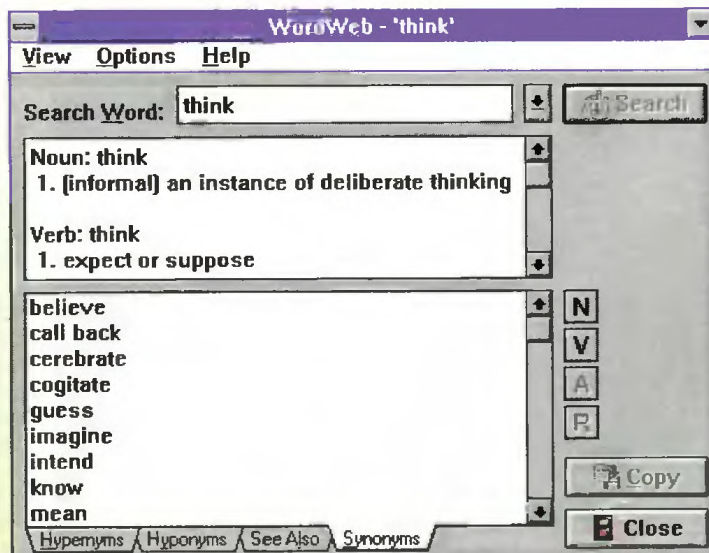 WordWeb - 'think'
View Options Help
Search Word: think Search
Noun: think
1. (informal) an instance of deliberate thinking
Verb: think
1. expect or suppose
believe
call back
cerebrate
cogitate
guess
imagine
intend
know
mean
N
V
A
R
Copy
Close
Hypernyms Hyponyms See Also Synonyms